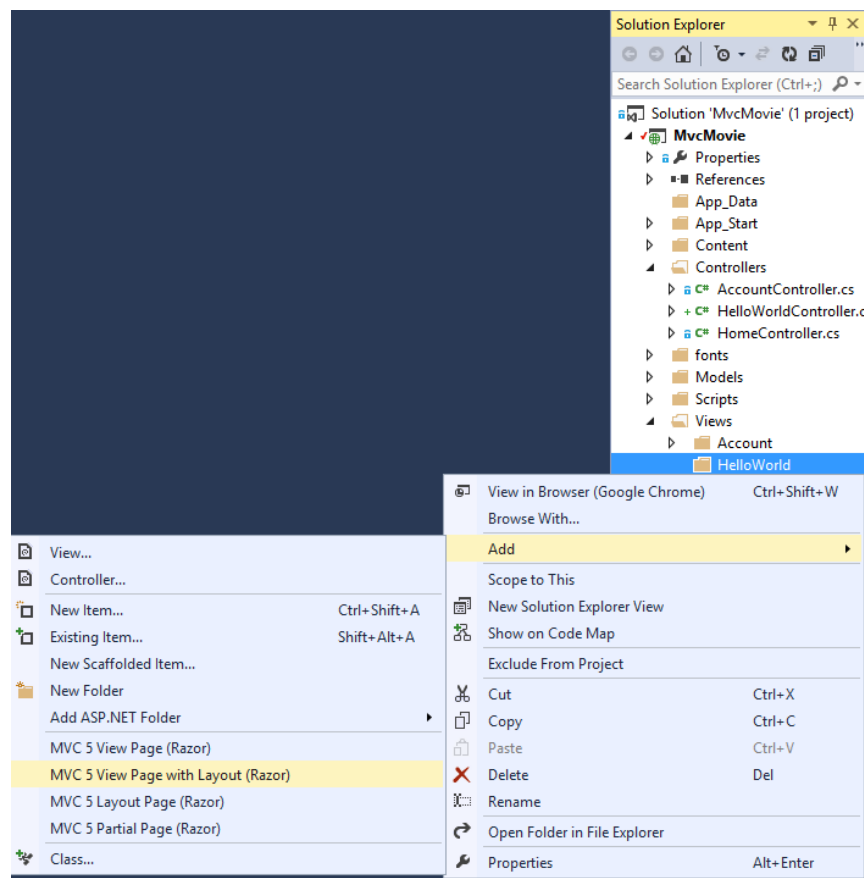 Solution Explorer
Search Solution Explorer (Ctrl+;)
Solution 'MvcMovie' (1 project)
MvcMovie
Properties
References
App_Data
App_Start
Content
Controllers
C# AccountController.cs
+ C# HelloWorldController.c
C# HomeController.cs
fonts
Models
Scripts
Views
Account
HelloWorld
View in Browser (Google Chrome) Ctrl+Shift+W
Browse With...
Add
Scope to This
New Solution Explorer View
Show on Code Map
Exclude From Project
Cut Ctrl+X
Copy Ctrl+C
Paste Ctrl+V
Delete Del
Rename
Open Folder in File Explorer
Properties Alt+Enter
View...
Controller...
New Item... Ctrl+Shift+A
Existing Item... Shift+Alt+A
New Scaffolded Item...
New Folder
Add ASP.NET Folder
MVC 5 View Page (Razor)
MVC 5 View Page with Layout (Razor)
MVC 5 Layout Page (Razor)
MVC 5 Partial Page (Razor)
Class...